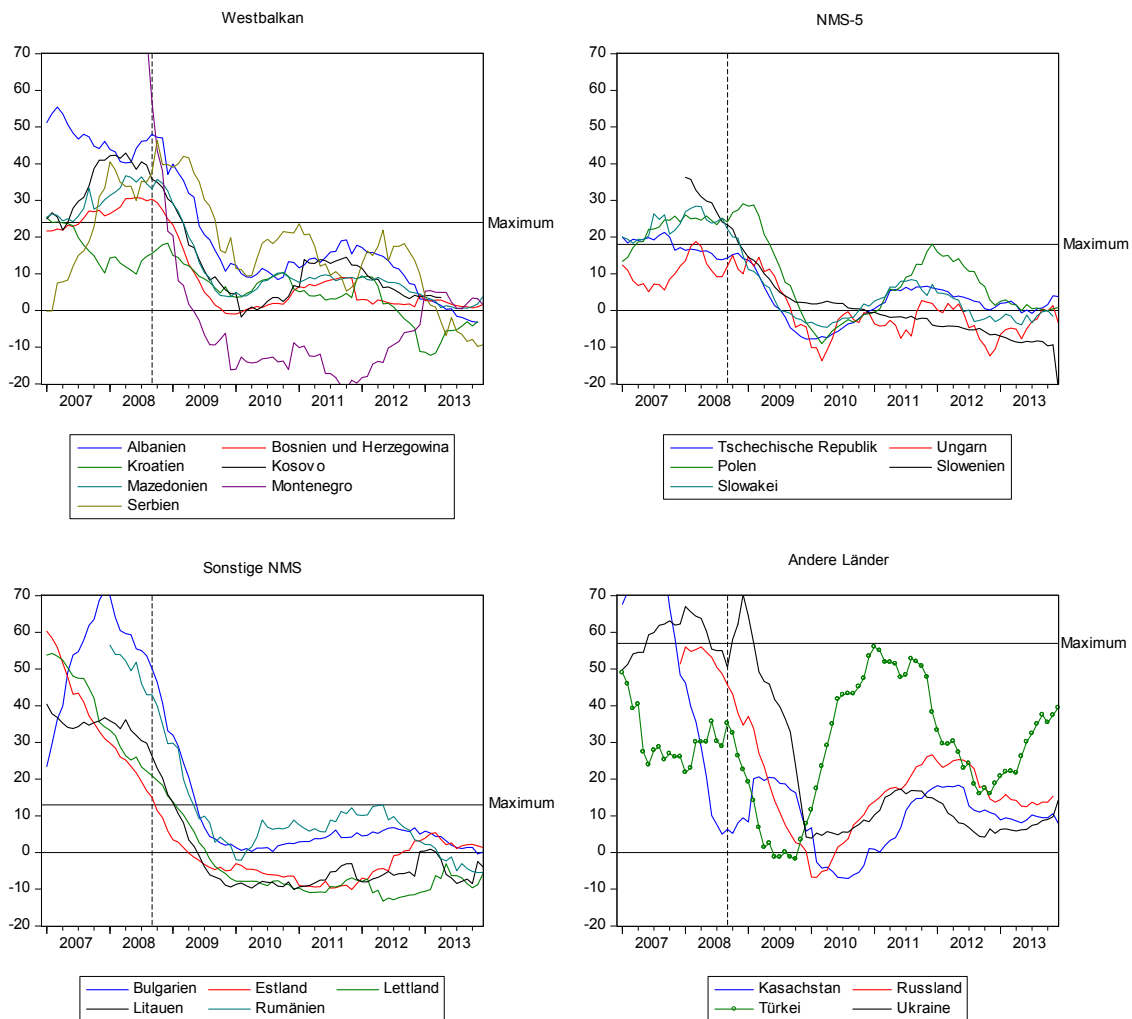 Westbalkan
70
60
50
40
30
20
10
0
-10
-20
Maximum
2007 2008 2009 2010 2011 2012 2013
Albanien Bosnien und Herzegowina
Kroatien Kosovo
Mazedonien Montenegro
Serbien
NMS-5
70
60
50
40
30
20
10
0
-10
-20
Maximum
2007 2008 2009 2010 2011 2012 2013
Tschechische Republik Ungarn
Polen Slowenien
Slowakei
Sonstige NMS
70
60
50
40
30
20
10
0
-10
-20
Maximum
2007 2008 2009 2010 2011 2012 2013
Bulgarien Estland Lettland
Litauen Rumänien
Andere Länder
70
60
50
40
30
20
10
0
-10
-20
Maximum
2007 2008 2009 2010 2011 2012 2013
Kasachstan Russland
Türkei Ukraine